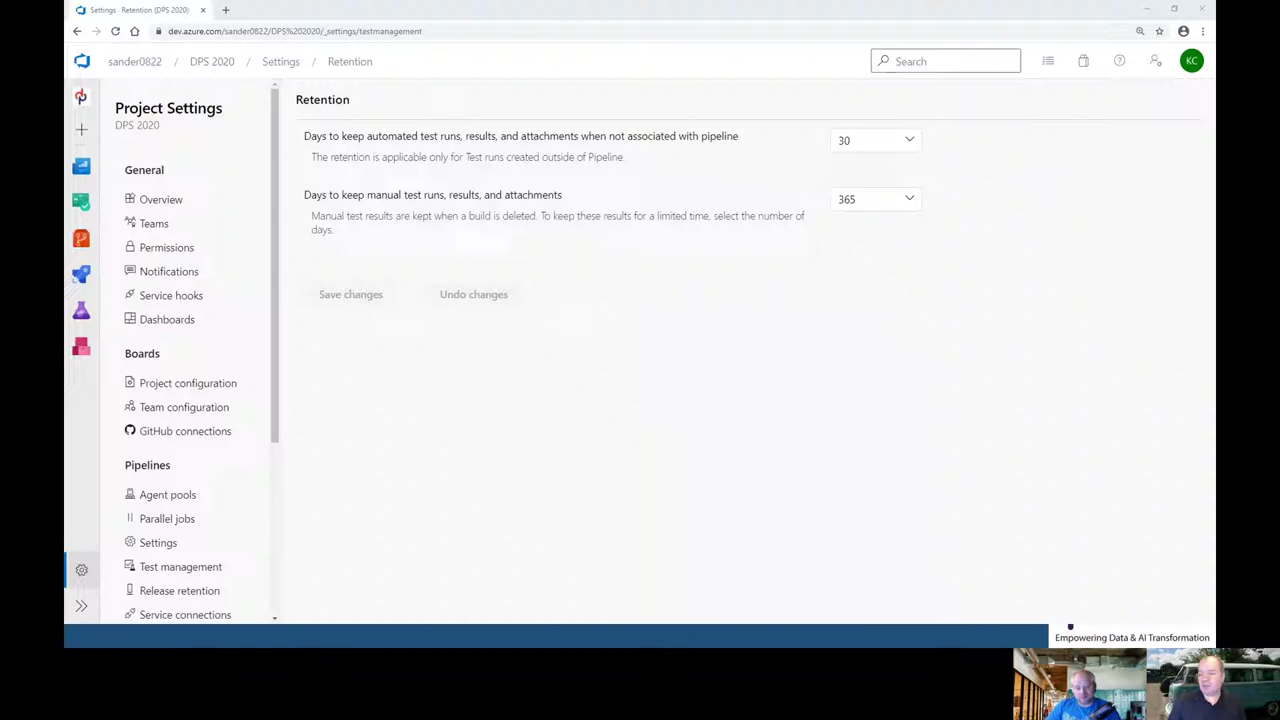 Settings · Retention (DPS 2020)
dev.azure.com/sander0822/DPS%202020/_settings/testmanagement
sander0822 / DPS 2020 / Settings / Retention
Search
KC
Project Settings
DPS 2020
General
Overview
Teams
Permissions
Notifications
Service hooks
Dashboards
Boards
Project configuration
Team configuration
GitHub connections
Pipelines
Agent pools
Parallel jobs
Settings
Test management
Release retention
Service connections
Retention
Days to keep automated test runs, results, and attachments when not associated with pipeline
30
The retention is applicable only for Test runs created outside of Pipeline.
Days to keep manual test runs, results, and attachments
365
Manual test results are kept when a build is deleted. To keep these results for a limited time, select the number of
days.
Save changes
Undo changes
Empowering Data & AI Transformation